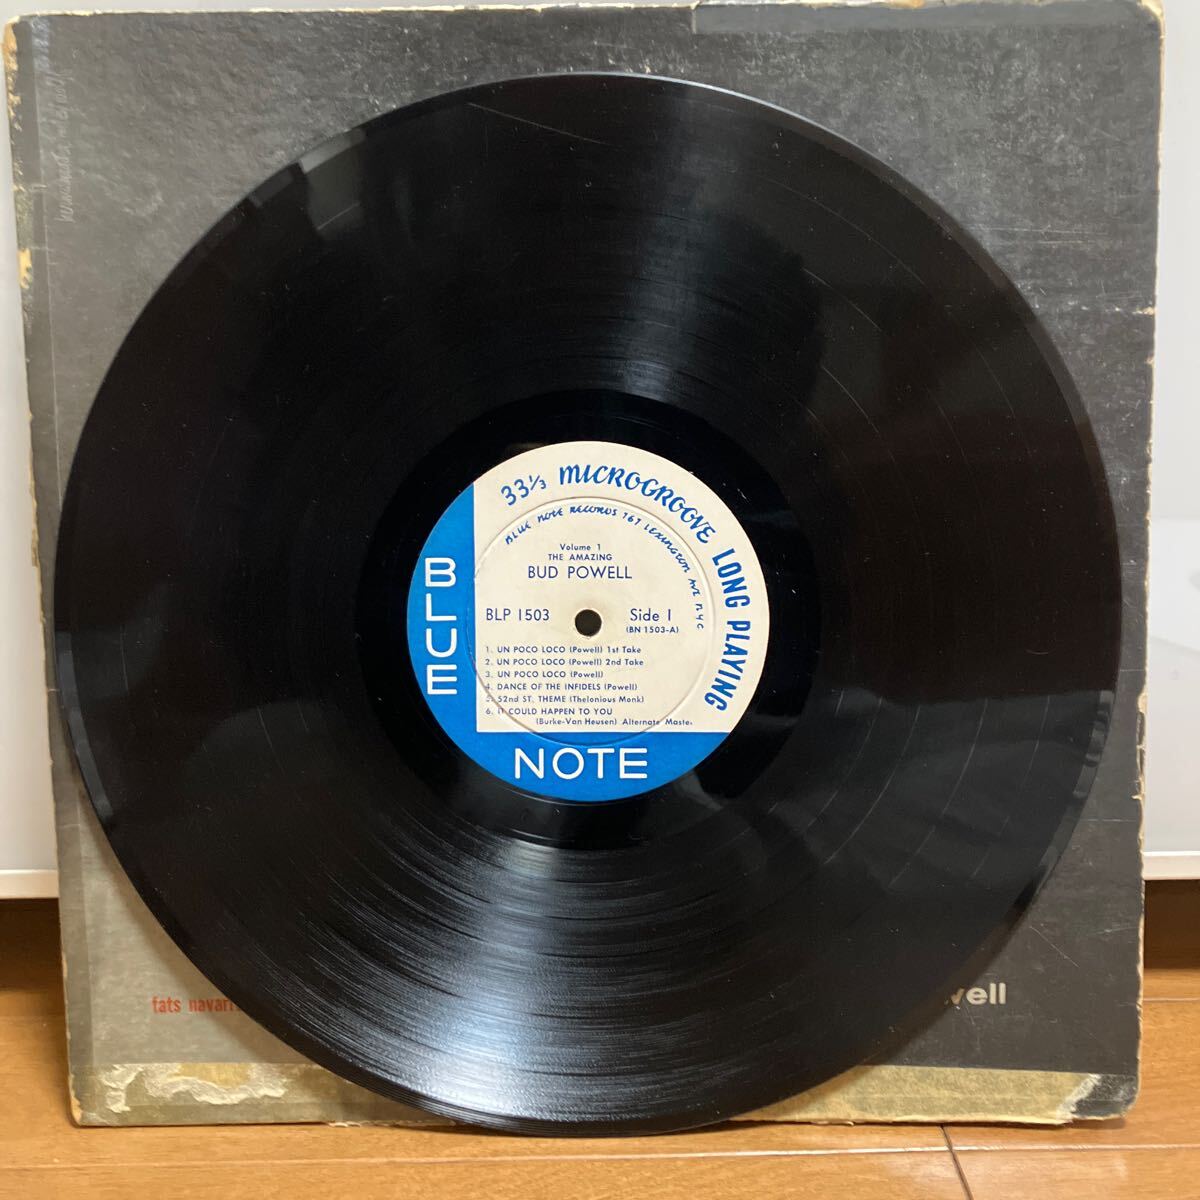 33⅓ MICROGROOVE LONG PLAYING
BLUE NOTE RECORDS 767 LEXINGTON AVE NYC
Volume 1
THE AMAZING
BUD POWELL
BLP 1503 Side 1
(BN 1503-A)
1. UN POCO LOCO (Powell) 1st Take
2. UN POCO LOCO (Powell) 2nd Take
3. UN POCO LOCO (Powell)
4. DANCE OF THE INFIDELS (Powell)
5. 52nd ST. THEME (Thelonious Monk)
6. IT COULD HAPPEN TO YOU
(Burke-Van Heusen) Alternate Master
BLUE
NOTE
fats navarr
well